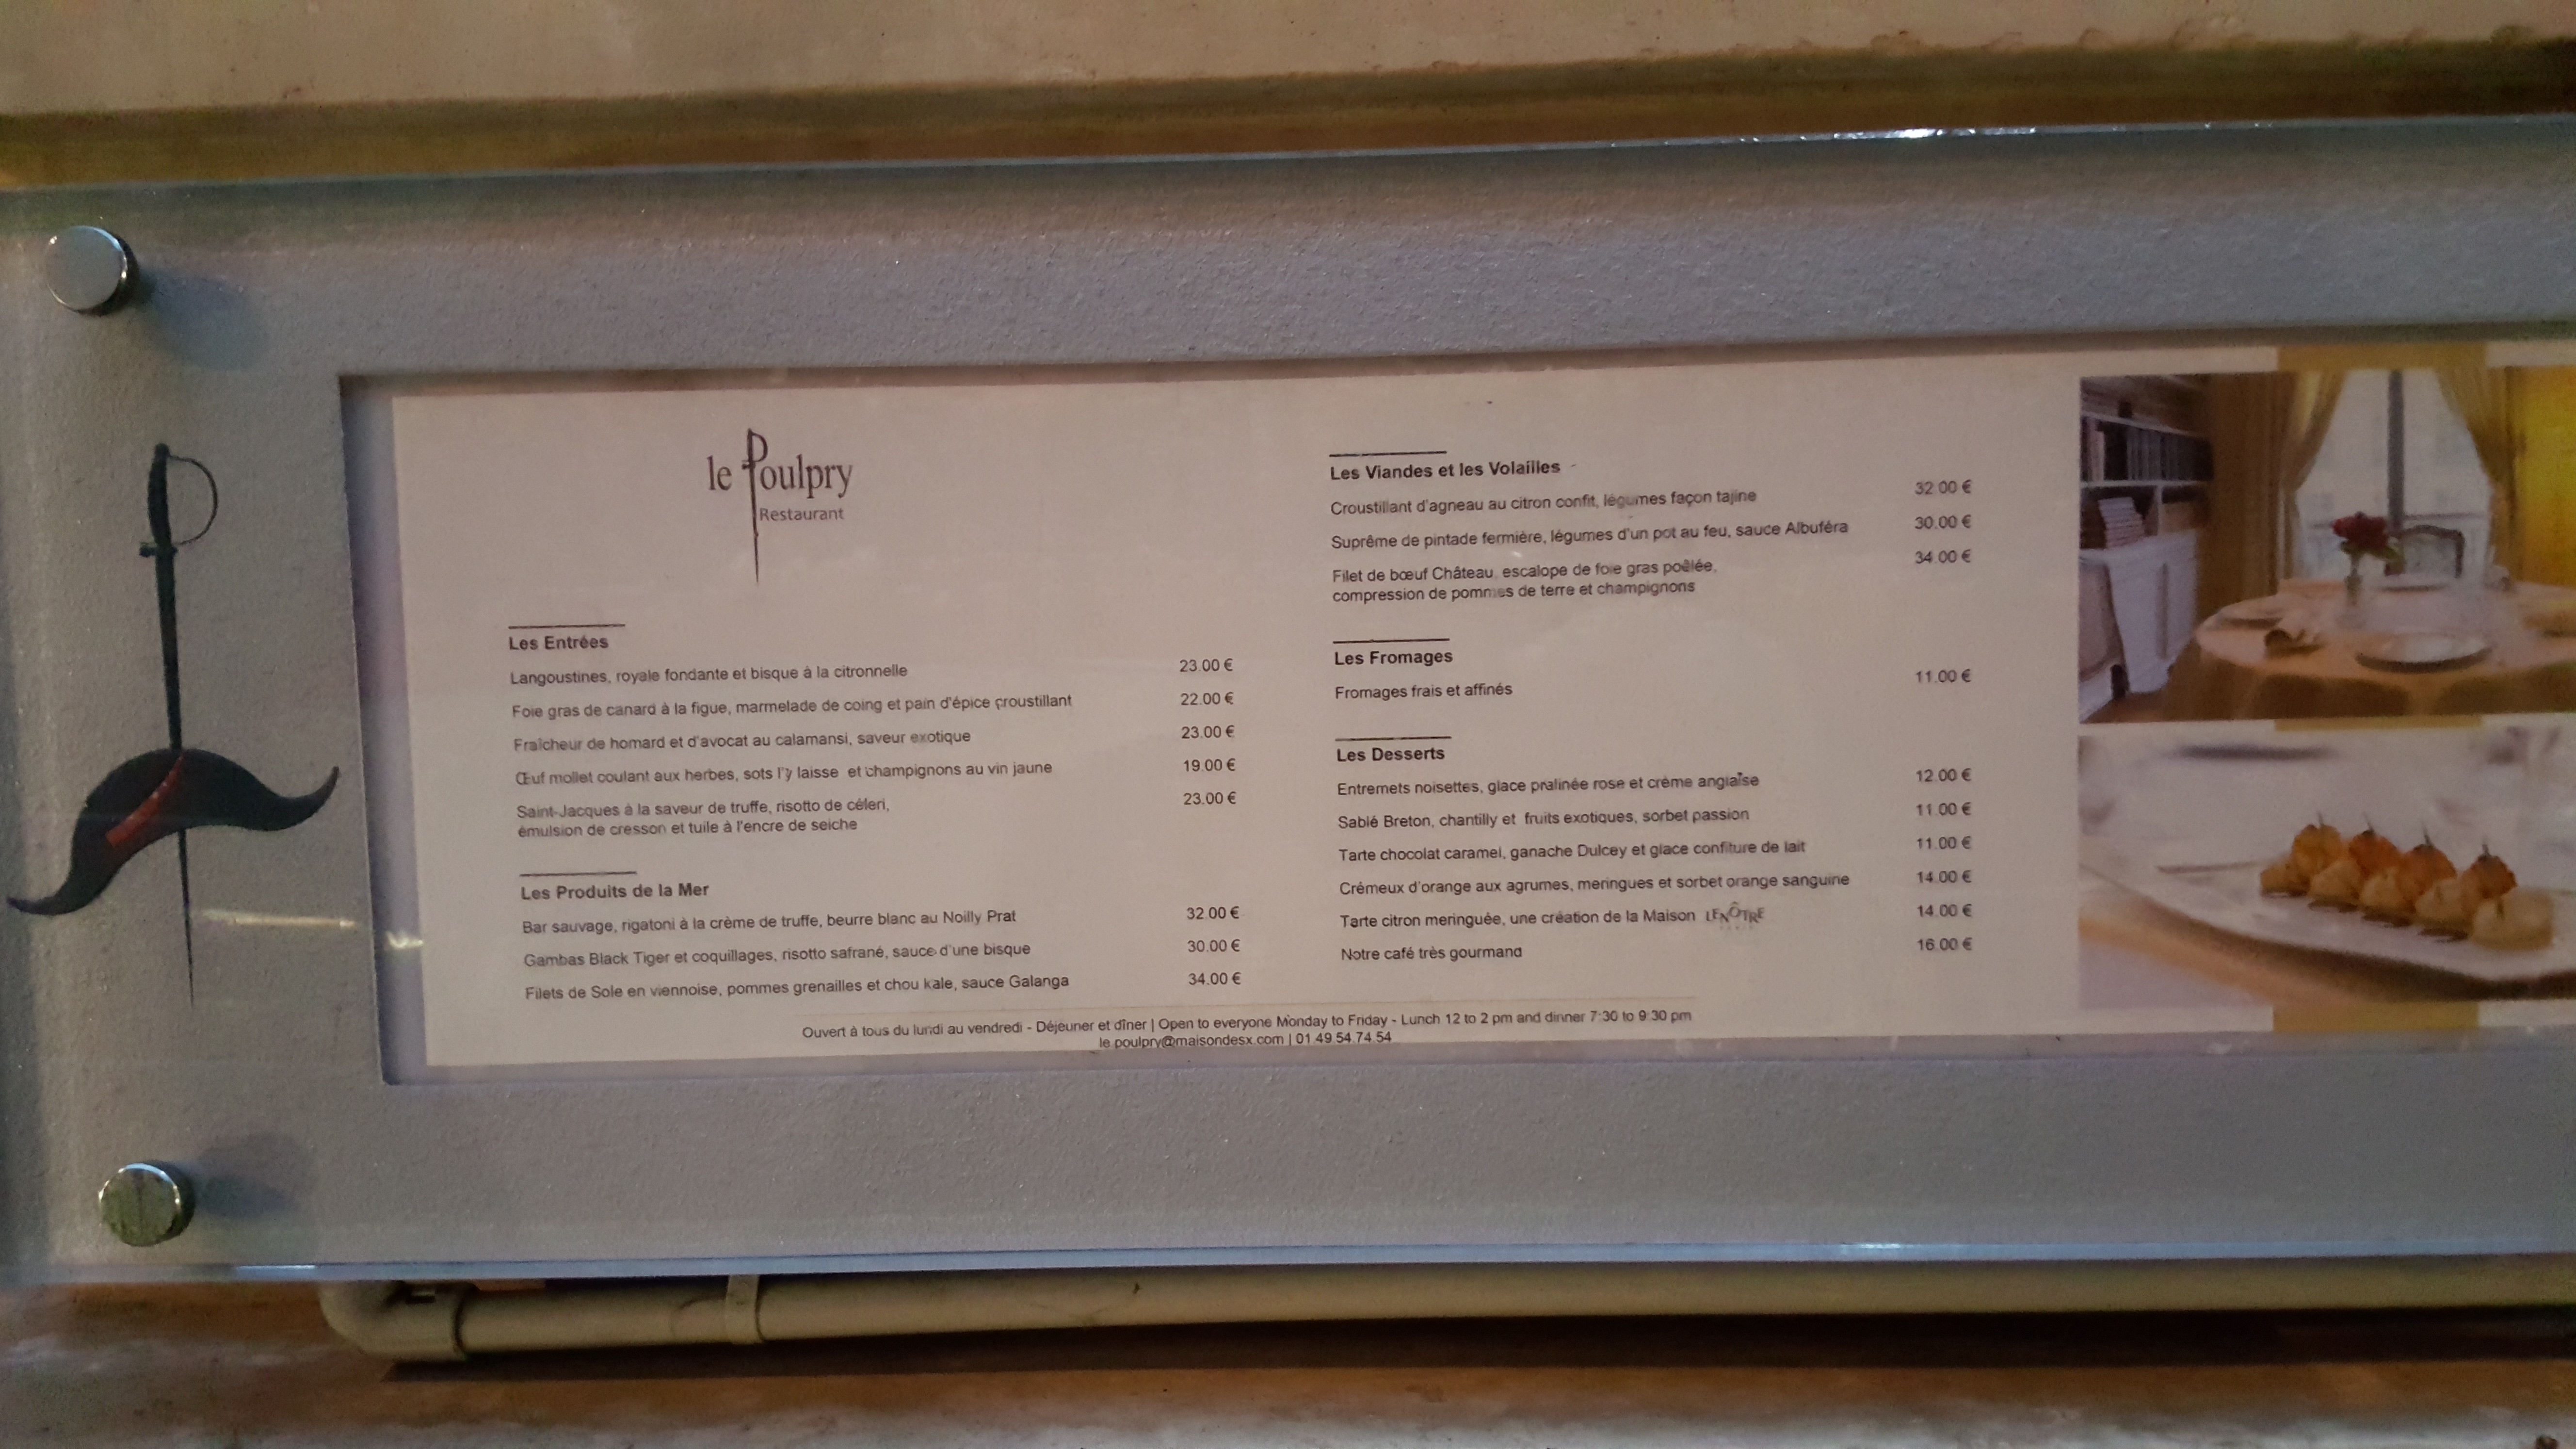 le Poulpry
Restaurant
Les Entrées
Langoustines, royale fondante et bisque à la citronnelle 23.00 €
Foie gras de canard à la figue, marmelade de coing et pain d'épice croustillant 22.00 €
Fraîcheur de homard et d'avocat au calamansi, saveur exotique 23.00 €
Œuf mollet coulant aux herbes, sots l'y laisse et champignons au vin jaune 19.00 €
Saint-Jacques à la saveur de truffe, risotto de céleri, 23.00 €
émulsion de cresson et tuile à l'encre de seiche
Les Produits de la Mer
Bar sauvage, rigatoni à la crème de truffe, beurre blanc au Noilly Prat 32.00 €
Gambas Black Tiger et coquillages, risotto safrané, sauce d'une bisque 30.00 €
Filets de Sole en viennoise, pommes grenailles et chou kale, sauce Galanga 34.00 €
Les Viandes et les Volailles
Croustillant d'agneau au citron confit, légumes façon tajine 32.00 €
Suprême de pintade fermière, légumes d'un pot au feu, sauce Albuféra 30.00 €
Filet de bœuf Château, escalope de foie gras poêlée, 34.00 €
compression de pommes de terre et champignons
Les Fromages
Fromages frais et affinés 11.00 €
Les Desserts
Entremets noisettes, glace pralinée rose et crème anglaise 12.00 €
Sablé Breton, chantilly et fruits exotiques, sorbet passion 11.00 €
Tarte chocolat caramel, ganache Dulcey et glace confiture de lait 11.00 €
Crémeux d'orange aux agrumes, meringues et sorbet orange sanguine 14.00 €
Tarte citron meringuée, une création de la Maison LENÔTRE 14.00 €
Notre café très gourmand 16.00 €
Ouvert à tous du lundi au vendredi - Déjeuner et dîner | Open to everyone Monday to Friday - Lunch 12 to 2 pm and dinner 7:30 to 9:30 pm
le.poulpry@maisondesx.com | 01.49.54.74.54